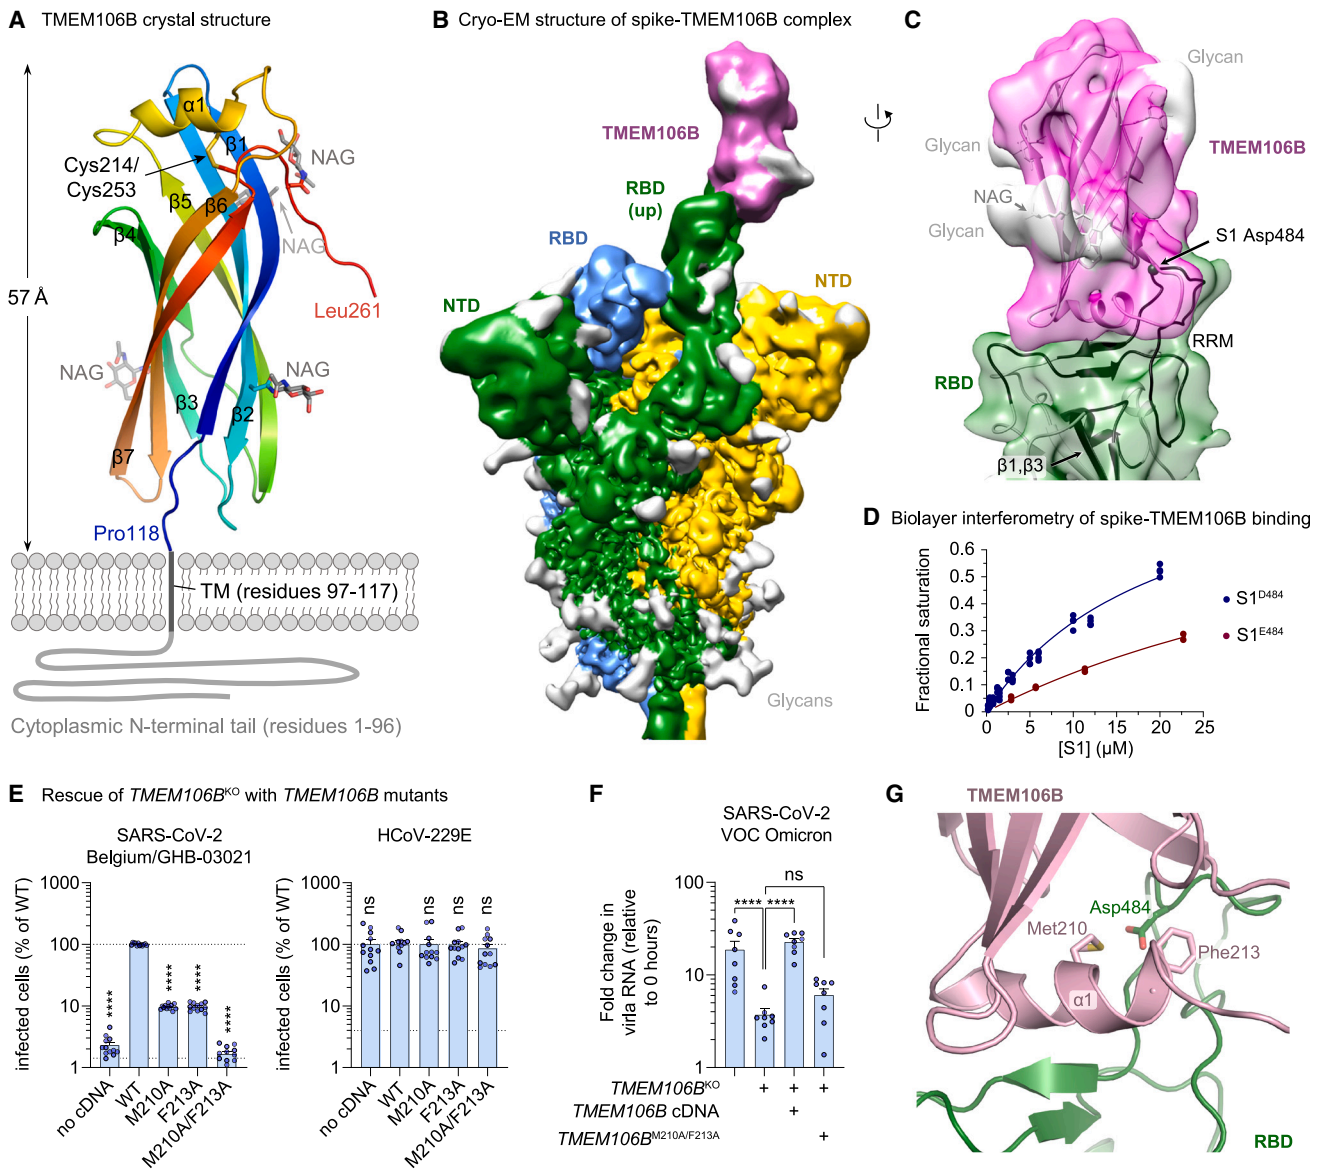 A TMEM106B crystal structure
57 Å
α1
β1
NAG
Cys214/
Cys253
β5
β6
β4
NAG
Leu261
NAG
NAG
β3
β2
β7
Pro118
TM (residues 97-117)
Cytoplasmic N-terminal tail (residues 1-96)
B Cryo-EM structure of spike-TMEM106B complex
TMEM106B
RBD
(up)
RBD
NTD
NTD
Glycans
C
Glycan
Glycan
TMEM106B
NAG
Glycan
S1 Asp484
RRM
RBD
β1,β3
D Biolayer interferometry of spike-TMEM106B binding
Fractional saturation
0.6
0.5
0.4
0.3
0.2
0.1
0
0 5 10 15 20 25
[S1] (µM)
S1D484
S1E484
E Rescue of TMEM106BKO with TMEM106B mutants
SARS-CoV-2
Belgium/GHB-03021
infected cells (% of WT)
1000
100
10
1
****
****
****
****
no cDNA
WT
M210A
F213A
M210A/F213A
HCoV-229E
infected cells (% of WT)
1000
100
10
1
ns
ns
ns
ns
no cDNA
WT
M210A
F213A
M210A/F213A
F
SARS-CoV-2
VOC Omicron
Fold change in
virla RNA (relative
to 0 hours)
100
10
1
ns
**** ****
TMEM106BKO + + +
TMEM106B cDNA +
TMEM106BM210A/F213A +
G
TMEM106B
Asp484
Met210
Phe213
α1
RBD